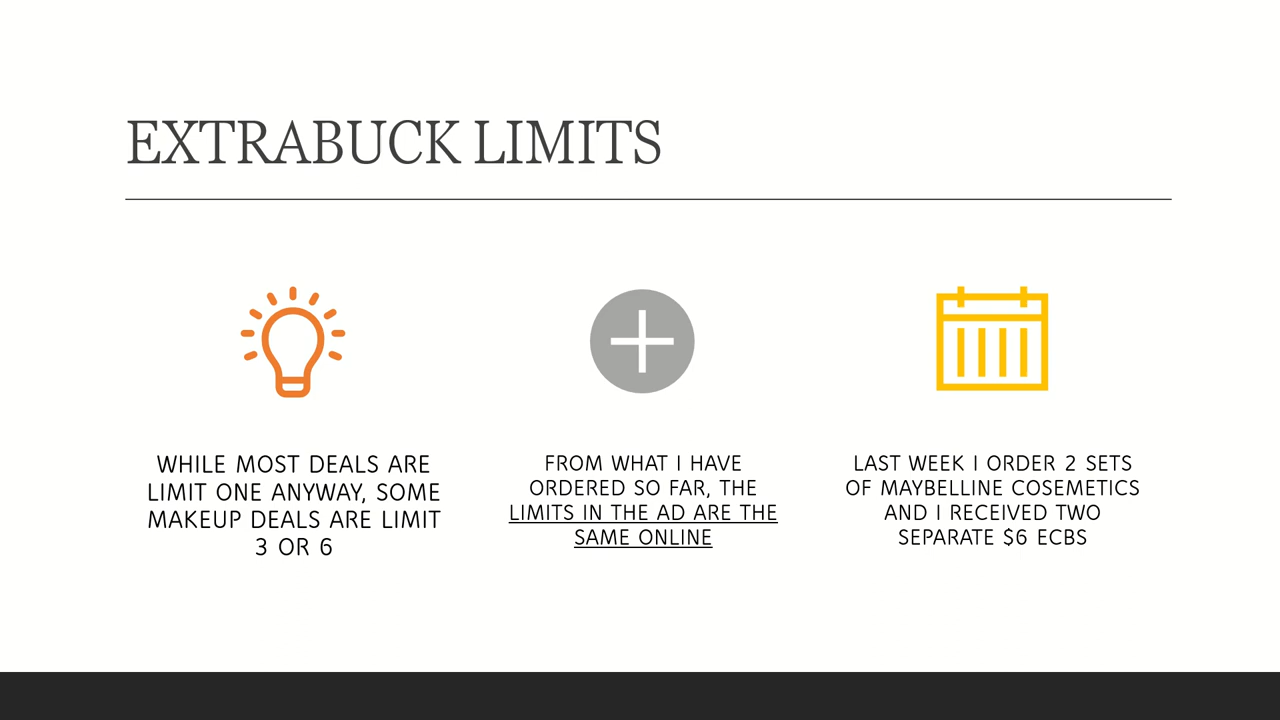 EXTRABUCK LIMITS
WHILE MOST DEALS ARE
LIMIT ONE ANYWAY, SOME
MAKEUP DEALS ARE LIMIT
3 OR 6
FROM WHAT I HAVE
ORDERED SO FAR, THE
LIMITS IN THE AD ARE THE
SAME ONLINE
LAST WEEK I ORDER 2 SETS
OF MAYBELLINE COSEMETICS
AND I RECEIVED TWO
SEPARATE $6 ECBS